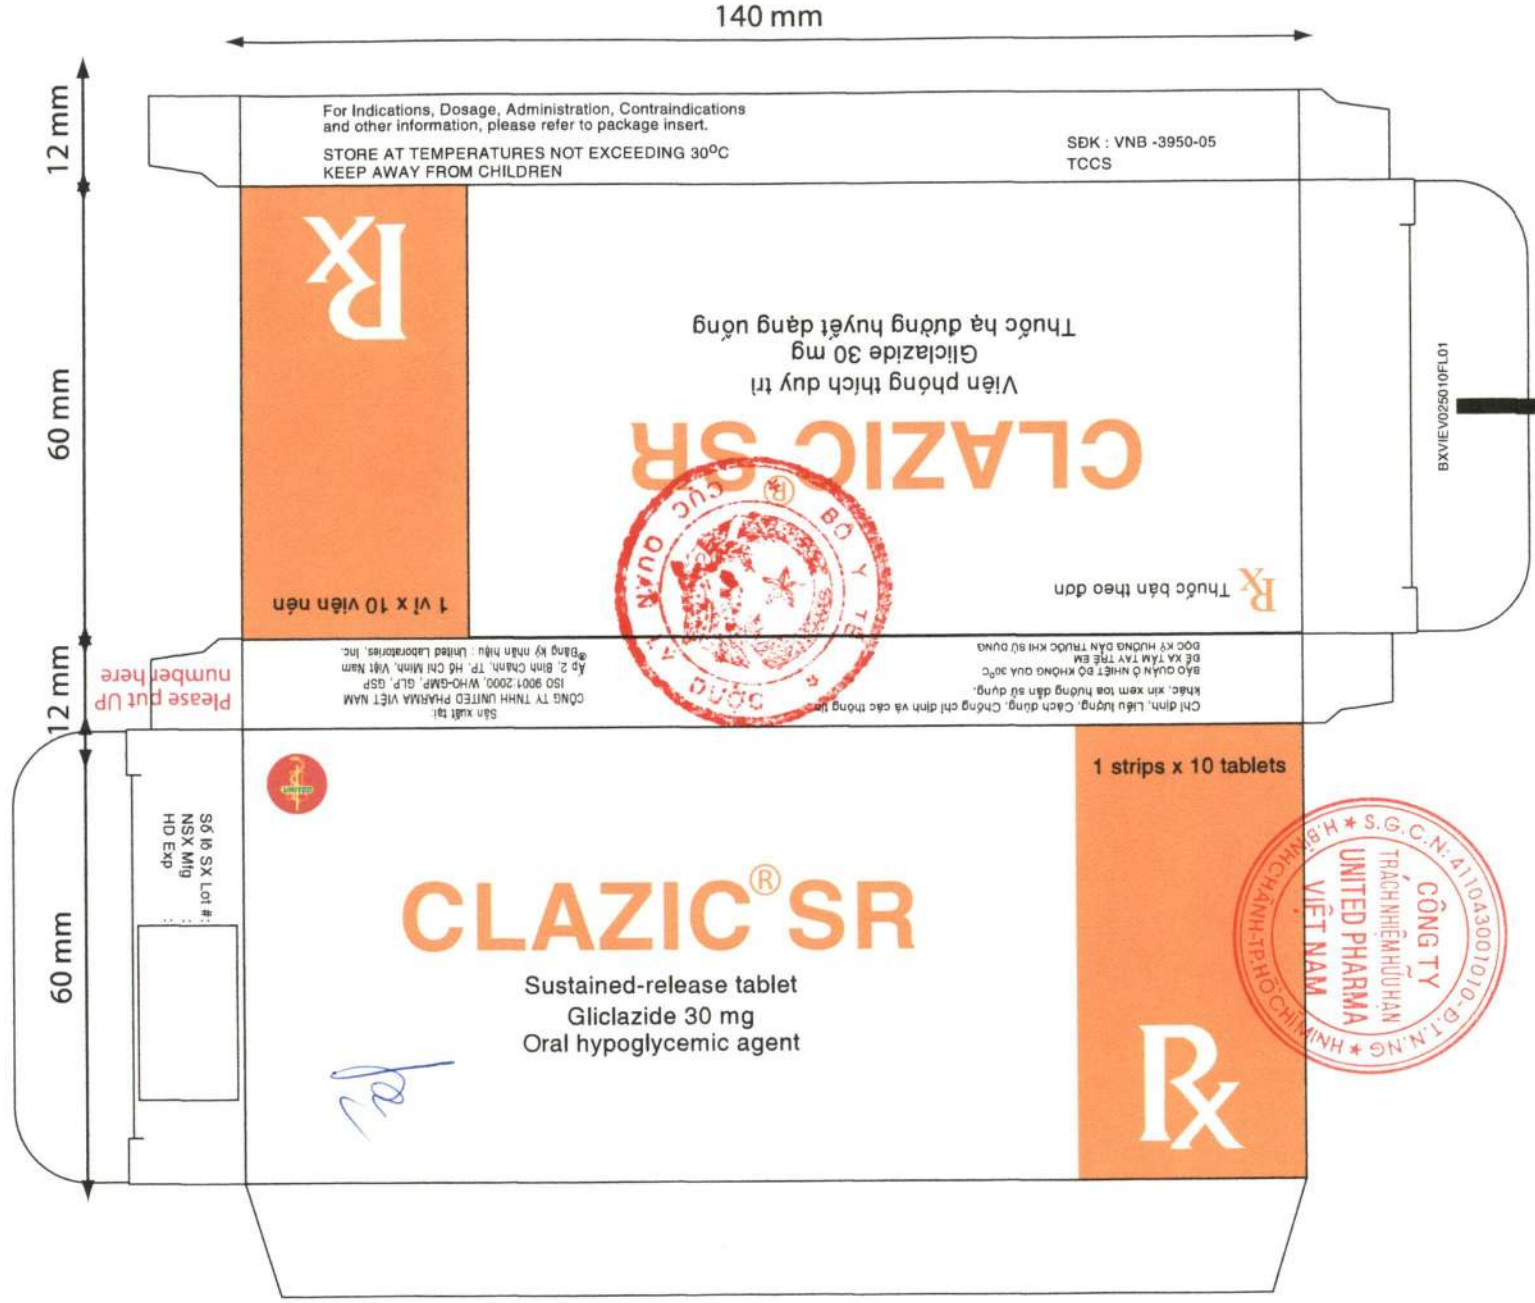 140 mm
12 mm
60 mm
12 mm
60 mm
For Indications, Dosage, Administration, Contraindications
and other information, please refer to package insert.
STORE AT TEMPERATURES NOT EXCEEDING 30°C
KEEP AWAY FROM CHILDREN
SĐK : VNB -3950-05
TCCS
Rx
1 vỉ x 10 viên nén
Rx Thuốc bán theo đơn
CLAZIC® SR
Viên phóng thích duy trì
Gliclazide 30 mg
Thuốc hạ đường huyết dạng uống
BXVIEV025010FL01
BỘ Y TẾ
CỤC QUẢN LÝ DƯỢC
Please put UP
number here
Chỉ định, Liều lượng, Cách dùng, Chống chỉ định và các thông tin
khác, xin xem toa hướng dẫn sử dụng.
BẢO QUẢN Ở NHIỆT ĐỘ KHÔNG QUÁ 30°C
ĐỂ XA TẦM TAY TRẺ EM
ĐỌC KỸ HƯỚNG DẪN TRƯỚC KHI SỬ DỤNG
Sản xuất tại:
CÔNG TY TNHH UNITED PHARMA VIỆT NAM
ISO 9001:2000, WHO-GMP, GLP, GSP
Ấp 2, Bình Chánh, TP. Hồ Chí Minh, Việt Nam
®Đăng ký nhãn hiệu : United Laboratories, Inc.
UNITED
1 strips x 10 tablets
Số lô SX Lot # :
NSX Mfg :
HD Exp :
CLAZIC® SR
Sustained-release tablet
Gliclazide 30 mg
Oral hypoglycemic agent
Rx
S.G.C.N: 411043001010-Đ.T.N.NG
CÔNG TY
TRÁCH NHIỆM HỮU HẠN
UNITED PHARMA
VIỆT NAM
H.BÌNH CHÁNH-TP.HỒ CHÍ MINH